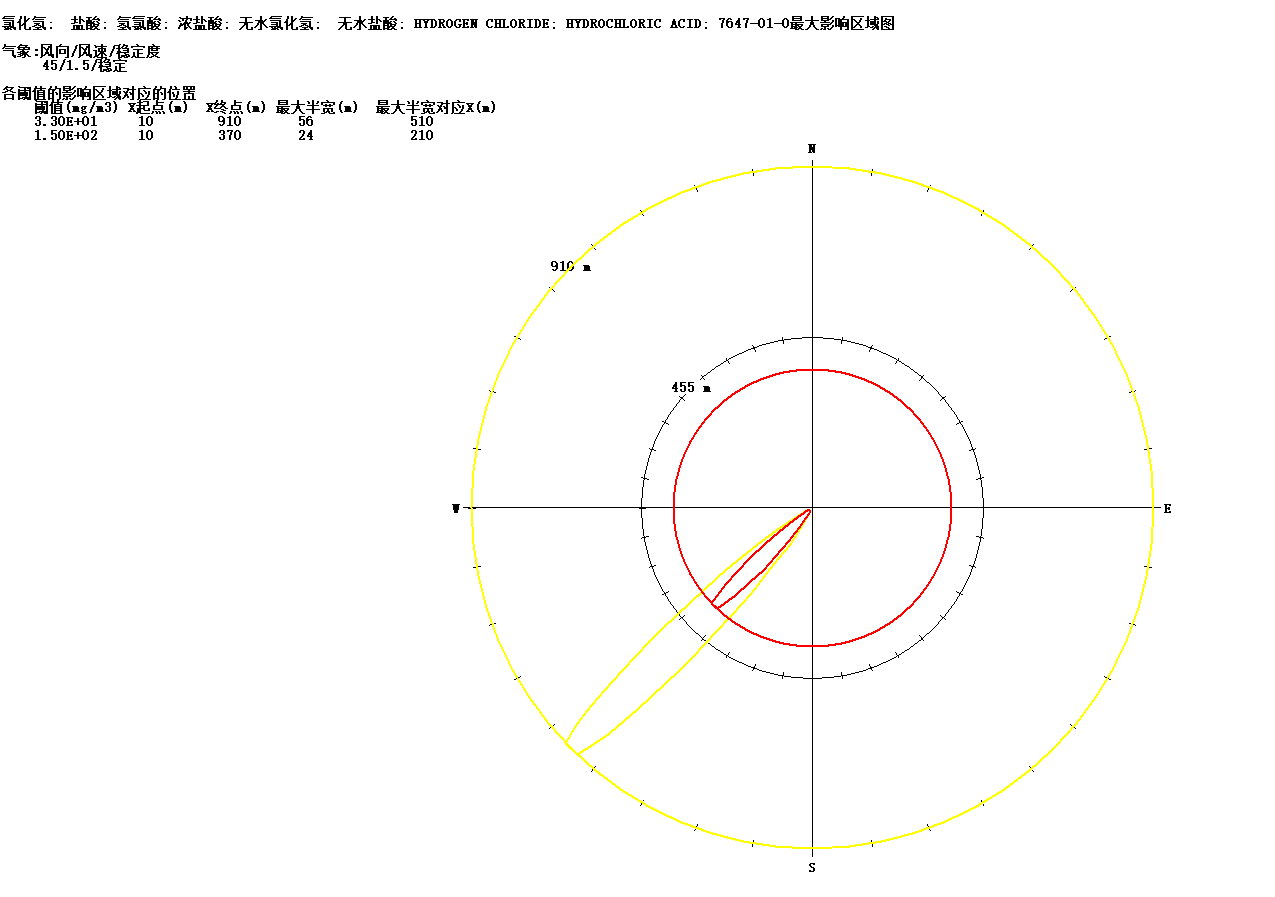 氯化氢:  盐酸: 氢氯酸: 浓盐酸: 无水氯化氢:  无水盐酸: HYDROGEN CHLORIDE: HYDROCHLORIC ACID: 7647-01-0最大影响区域图
气象:风向/风速/稳定度
45/1.5/稳定
各阈值的影响区域对应的位置
阈值(mg/m3) X起点(m) X终点(m) 最大半宽(m) 最大半宽对应X(m)
3.30E+01 10 910 56 510
1.50E+02 10 370 24 210
N
910 m
455 m
W
E
S